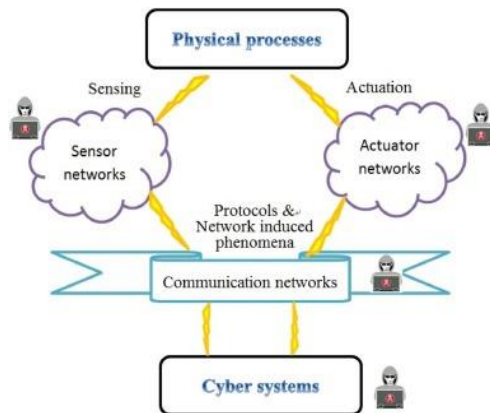 Physical processes
Sensing
Actuation
Sensor
networks
Actuator
networks
Protocols &
Network induced
phenomena
Communication networks
Cyber systems